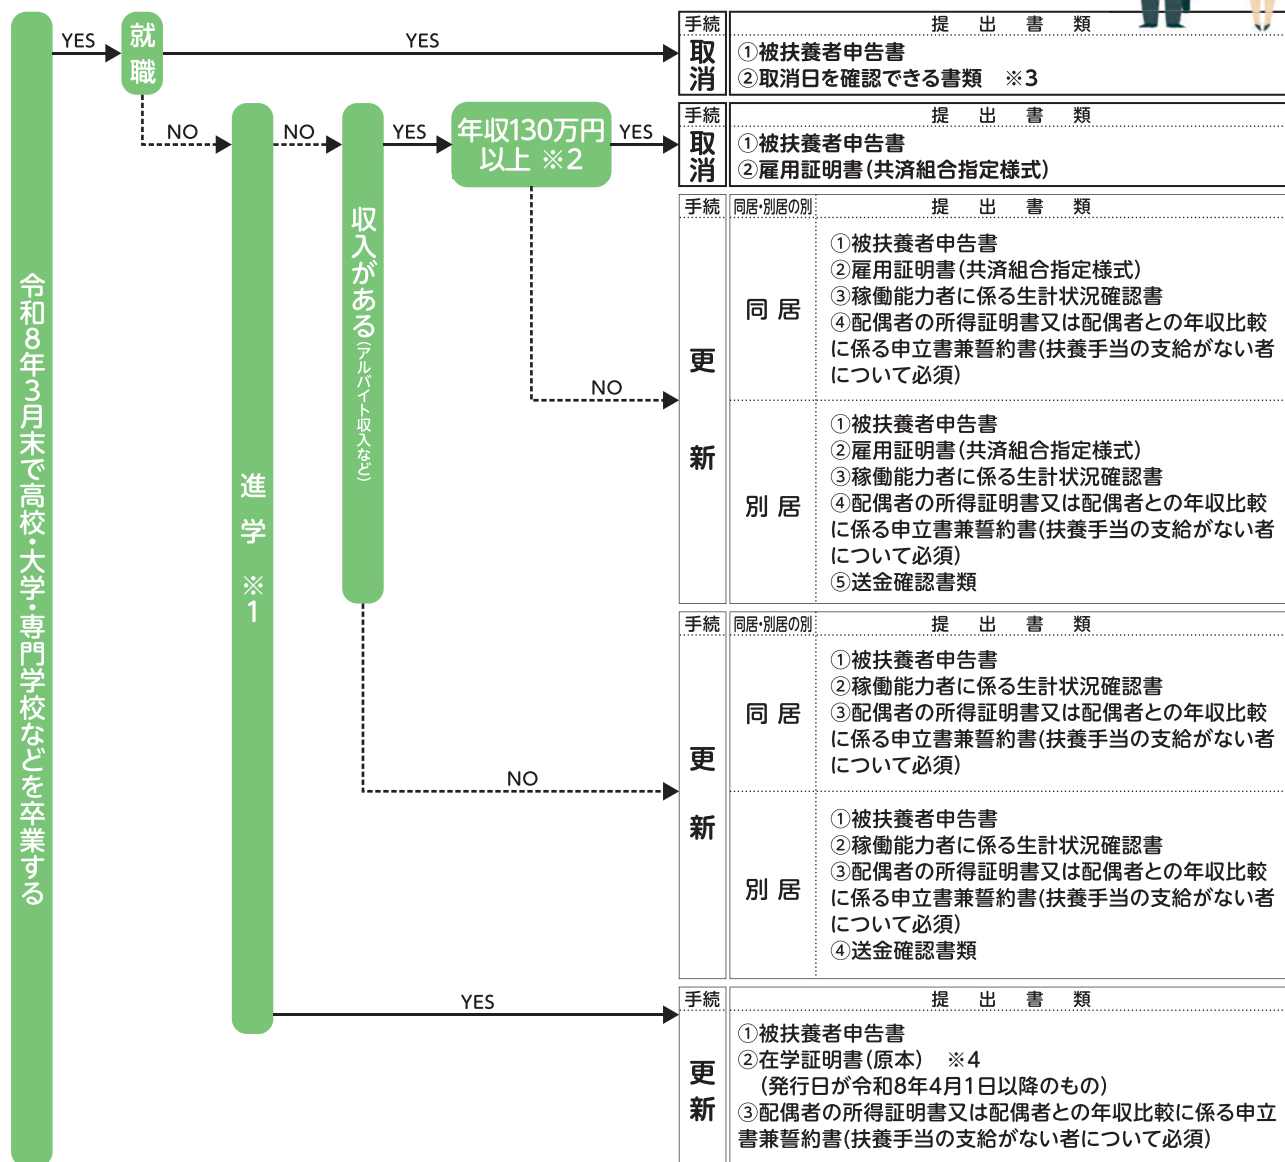 令和8年3月末で高校・大学・専門学校などを卒業する
YES
就職
YES
NO
進学 ※1
NO
収入がある(アルバイト収入など)
YES
年収130万円
以上 ※2
YES
NO
NO
YES
手続 提出書類
取消
①被扶養者申告書
②取消日を確認できる書類 ※3
手続 提出書類
取消
①被扶養者申告書
②雇用証明書(共済組合指定様式)
手続 同居・別居の別 提出書類
更新
同居
①被扶養者申告書
②雇用証明書(共済組合指定様式)
③稼働能力者に係る生計状況確認書
④配偶者の所得証明書又は配偶者との年収比較
に係る申立書兼誓約書(扶養手当の支給がない者
について必須)
別居
①被扶養者申告書
②雇用証明書(共済組合指定様式)
③稼働能力者に係る生計状況確認書
④配偶者の所得証明書又は配偶者との年収比較
に係る申立書兼誓約書(扶養手当の支給がない者
について必須)
⑤送金確認書類
手続 同居・別居の別 提出書類
更新
同居
①被扶養者申告書
②稼働能力者に係る生計状況確認書
③配偶者の所得証明書又は配偶者との年収比較
に係る申立書兼誓約書(扶養手当の支給がない者
について必須)
別居
①被扶養者申告書
②稼働能力者に係る生計状況確認書
③配偶者の所得証明書又は配偶者との年収比較
に係る申立書兼誓約書(扶養手当の支給がない者
について必須)
④送金確認書類
手続 提出書類
更新
①被扶養者申告書
②在学証明書(原本) ※4
(発行日が令和8年4月1日以降のもの)
③配偶者の所得証明書又は配偶者との年収比較に係る申立
書兼誓約書(扶養手当の支給がない者について必須)